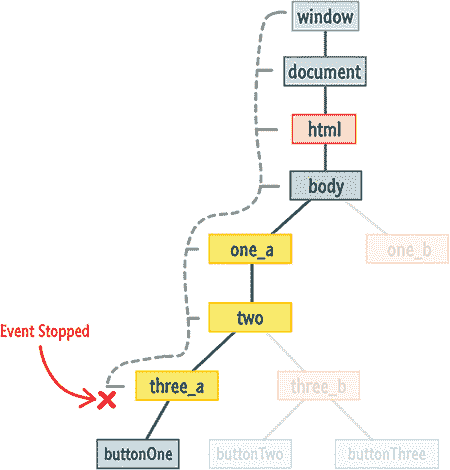 window
document
html
body
one_a
one_b
two
Event Stopped
three_a
three_b
buttonOne
buttonTwo
buttonThree